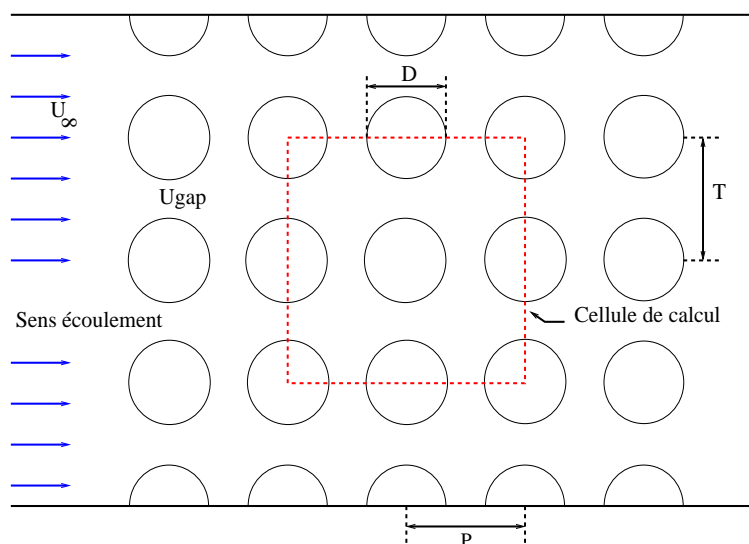 D
U∞
Ugap
T
Sens écoulement
Cellule de calcul
P